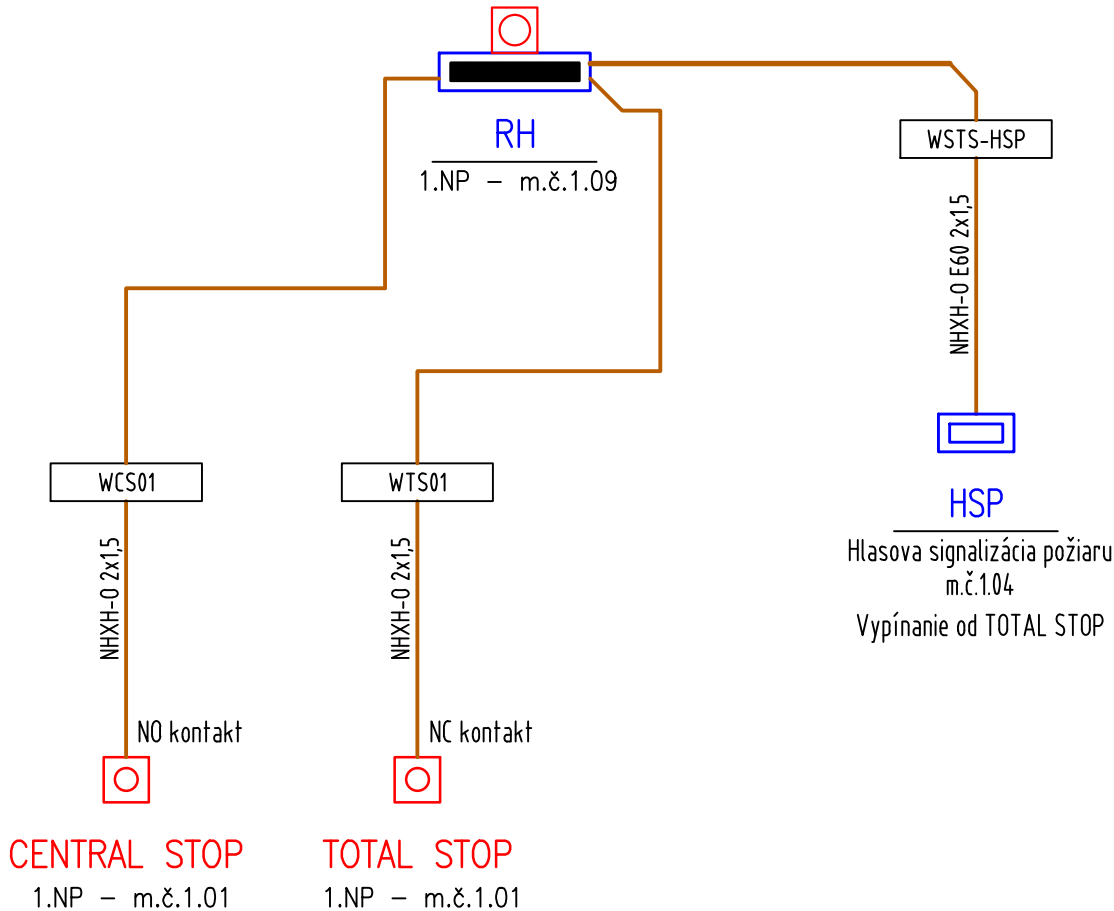 RH
1.NP – m.č.1.09
WSTS-HSP
NHXH-O E60 2x1,5
HSP
Hlasova signalizácia požiaru
m.č.1.04
Vypínanie od TOTAL STOP
WCS01
NHXH-O 2x1,5
NO kontakt
CENTRAL STOP
1.NP – m.č.1.01
WTS01
NHXH-O 2x1,5
NC kontakt
TOTAL STOP
1.NP – m.č.1.01